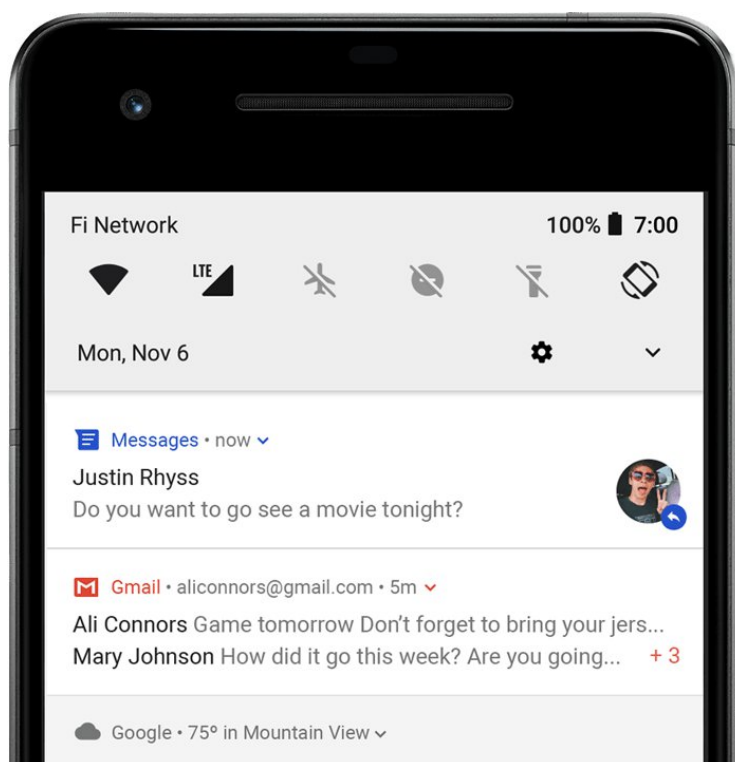 Fi Network 100% 7:00
LTE
Mon, Nov 6
Messages • now
Justin Rhyss
Do you want to go see a movie tonight?
Gmail • aliconnors@gmail.com • 5m
Ali Connors Game tomorrow Don’t forget to bring your jers...
Mary Johnson How did it go this week? Are you going... + 3
Google • 75º in Mountain View